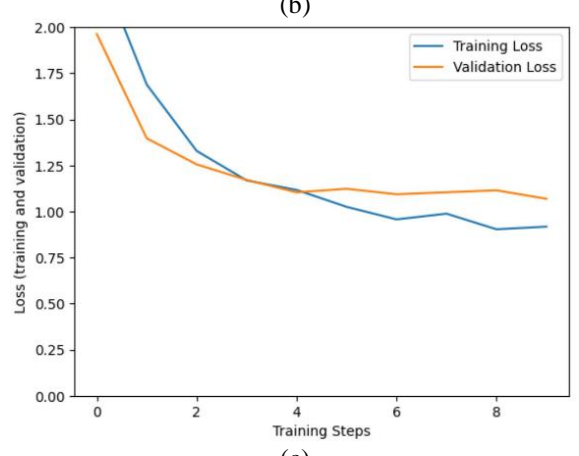 (b)
2.00
1.75
1.50
1.25
1.00
0.75
0.50
0.25
0.00
Loss (training and validation)
Training Loss
Validation Loss
0 2 4 6 8
Training Steps